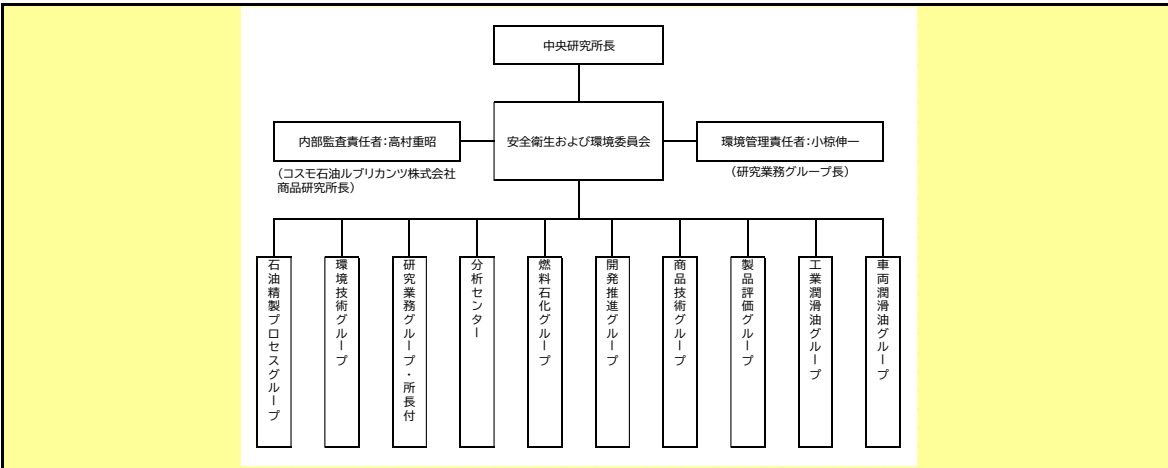 中央研究所長
内部監査責任者：高村重昭
安全衛生および環境委員会
環境管理責任者：小椋伸一
（コスモ石油ルブリカンツ株式会社
商品研究所長）
（研究業務グループ長）
石油精製プロセスグループ
環境技術グループ
研究業務グループ・所長付
分析センター
燃料石化グループ
開発推進グループ
商品技術グループ
製品評価グループ
工業潤滑油グループ
車両潤滑油グループ